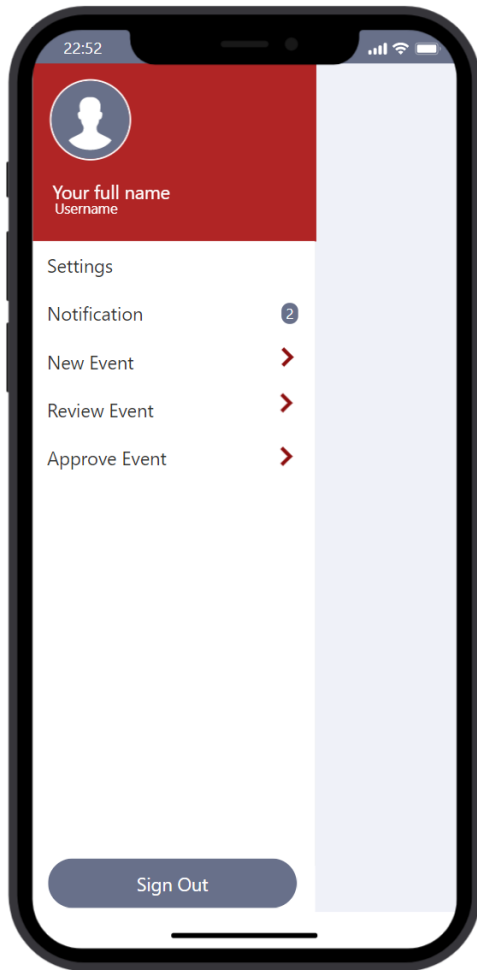 22:52
Your full name
Username
Settings
Notification 2
New Event
Review Event
Approve Event
Sign Out